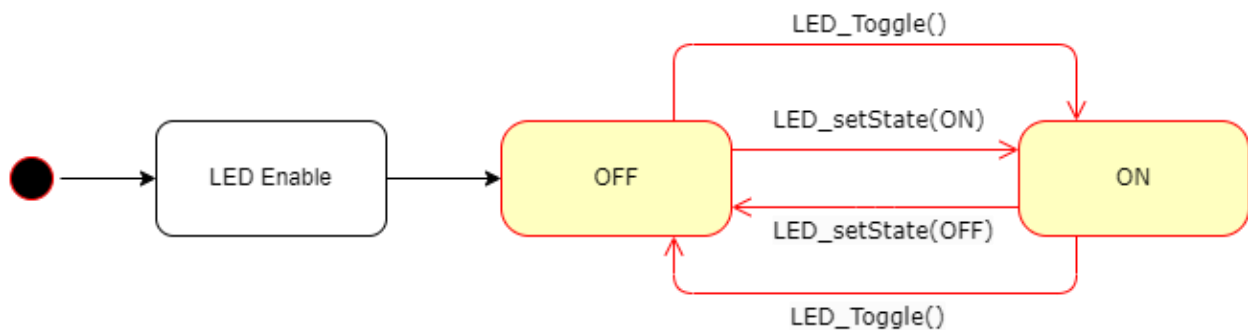 LED_Toggle()
LED_setState(ON)
LED Enable
OFF
ON
LED_setState(OFF)
LED_Toggle()